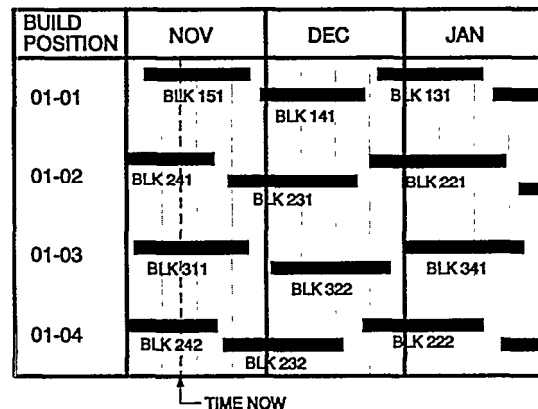 BUILD POSITION NOV DEC JAN
01-01
BLK 151 BLK 141 BLK 131
01-02
BLK 241 BLK 231 BLK 221
01-03
BLK 311 BLK 322 BLK 341
01-04
BLK 242 BLK 232 BLK 222
TIME NOW